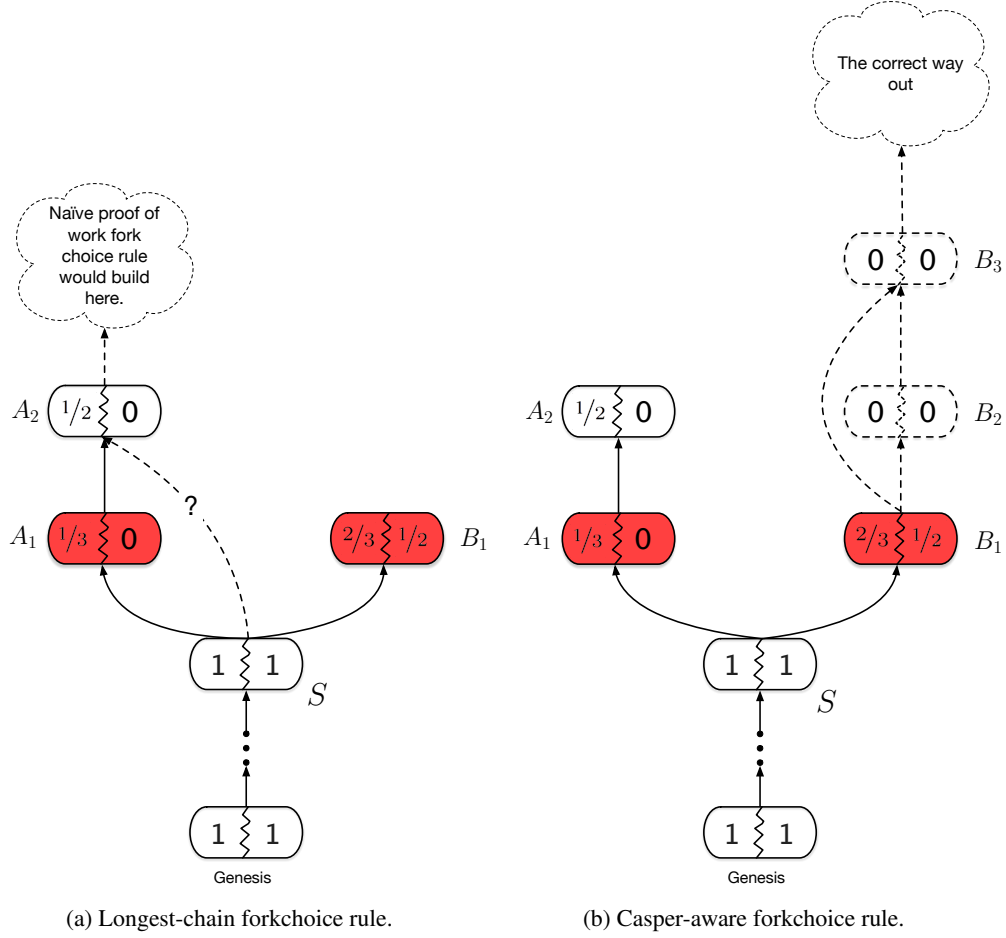 Naïve proof of
work fork
choice rule
would build
here.
A₂ 1/2 0
?
A₁ 1/3 0
2/3 1/2 B₁
1 1
S
1 1
Genesis
(a) Longest-chain forkchoice rule.
The correct way
out
0 0 B₃
A₂ 1/2 0
0 0 B₂
A₁ 1/3 0
2/3 1/2 B₁
1 1
S
1 1
Genesis
(b) Casper-aware forkchoice rule.